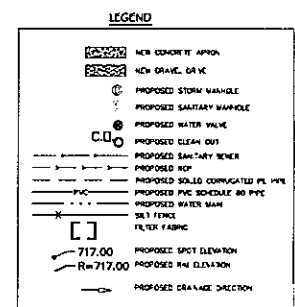 LEGEND
NEW CONCRETE APRON
NEW GRAVEL DRIVE
PROPOSED STORM MANHOLE
PROPOSED SANITARY MANHOLE
PROPOSED WATER VALVE
C.O. PROPOSED CLEAN OUT
PROPOSED SANITARY SEWER
PROPOSED RCP
PROPOSED SOLID CORRUGATED PE PIPE
PVC PROPOSED PVC SCHEDULE 80 PIPE
PROPOSED WATER MAIN
SILT FENCE
FILTER FABRIC
717.00 PROPOSED SPOT ELEVATION
R=717.00 PROPOSED RIM ELEVATION
PROPOSED DRAINAGE DIRECTION